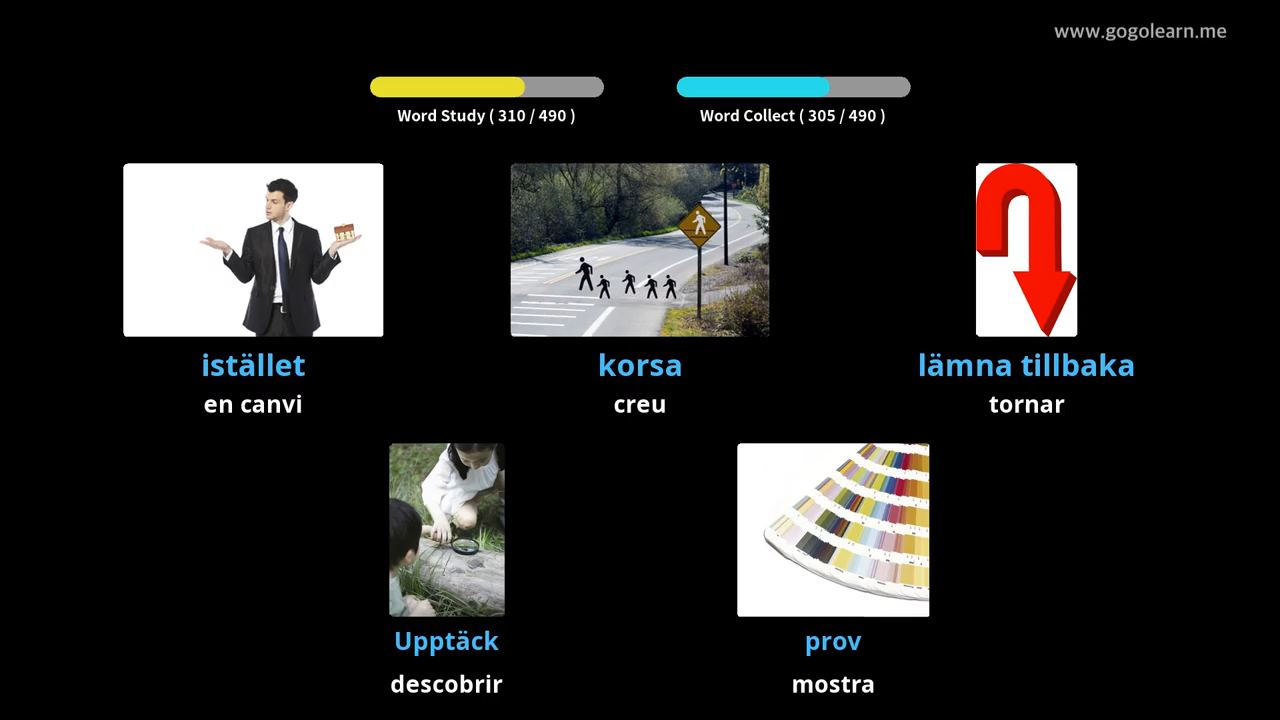 www.gogolearn.me
Word Study ( 310 / 490 )
Word Collect ( 305 / 490 )
istället
korsa
lämna tillbaka
en canvi
creu
tornar
Upptäck
prov
descobrir
mostra